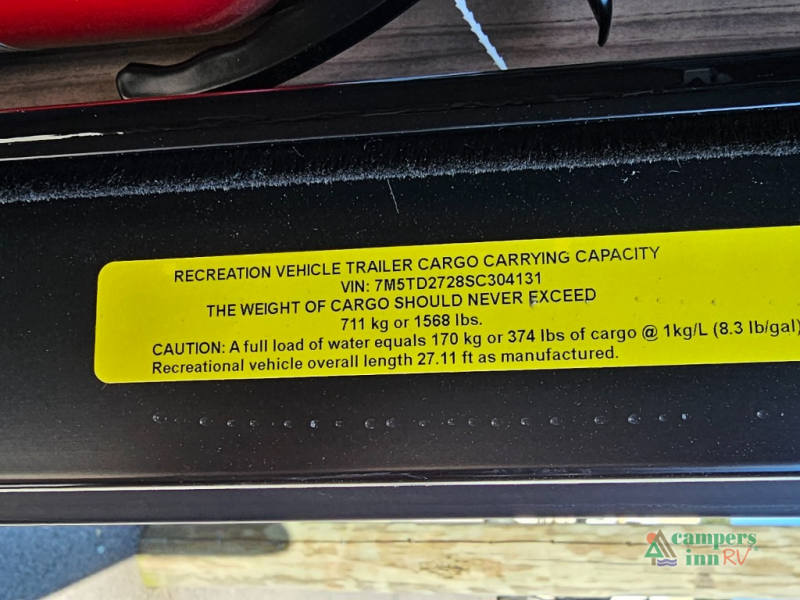 RECREATION VEHICLE TRAILER CARGO CARRYING CAPACITY
VIN: 7M5TD2728SC304131
THE WEIGHT OF CARGO SHOULD NEVER EXCEED
711 kg or 1568 lbs.
CAUTION: A full load of water equals 170 kg or 374 lbs of cargo @ 1kg/L (8.3 lb/gal)
Recreational vehicle overall length 27.11 ft as manufactured.
campers
inn RV